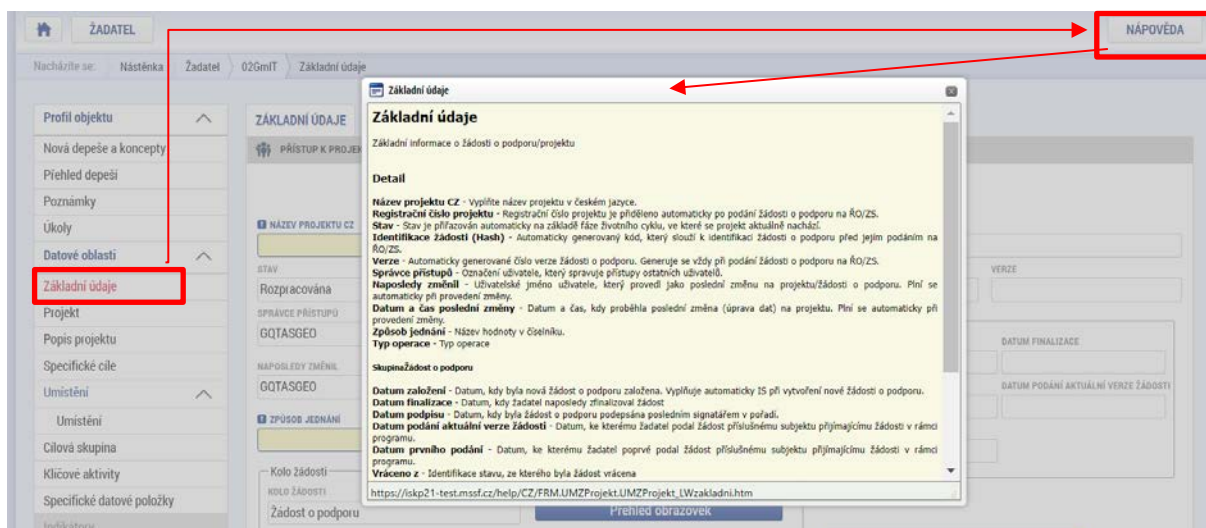 ŽADATEL
NÁPOVĚDA
Nacházíte se: Nástěnka Žadatel 02GmIT Základní údaje
Profil objektu
Nová depeše a koncepty
Přehled depeší
Poznámky
Úkoly
Datové oblasti
Základní údaje
Projekt
Popis projektu
Specifické cíle
Umístění
Umístění
Cílová skupina
Klíčové aktivity
Specifické datové položky
Indikátory
ZÁKLADNÍ ÚDAJE
PŘÍSTUP K PROJEK
NÁZEV PROJEKTU CZ
STAV
Rozpracována
SPRÁVCE PŘÍSTUPŮ
GQTASGEO
NAPOSLEDY ZMĚNIL
GQTASGEO
ZPŮSOB JEDNÁNÍ
Kolo žádosti
KOLO ŽÁDOSTI
Žádost o podporu
Přehled obrazovek
VERZE
DATUM FINALIZACE
DATUM PODÁNÍ AKTUÁLNÍ VERZE ŽÁDOSTI
Základní údaje
Základní údaje
Základní informace o žádosti o podporu/projektu
Detail
Název projektu CZ - Vyplňte název projektu v českém jazyce.
Registrační číslo projektu - Registrační číslo projektu je přiděleno automaticky po podání žádosti o podporu na ŘO/ZS.
Stav - Stav je přiřazován automaticky na základě fáze životního cyklu, ve které se projekt aktuálně nachází.
Identifikace žádosti (Hash) - Automaticky generovaný kód, který slouží k identifikaci žádosti o podporu před jejím podáním na
ŘO/ZS.
Verze - Automaticky generované číslo verze žádosti o podporu. Generuje se vždy při podání žádosti o podporu na ŘO/ZS.
Správce přístupů - Označení uživatele, který spravuje přístupy ostatních uživatelů.
Naposledy změnil - Uživatelské jméno uživatele, který provedl jako poslední změnu na projektu/žádosti o podporu. Plní se
automaticky při provedení změny.
Datum a čas poslední změny - Datum a čas, kdy proběhla poslední změna (úprava dat) na projektu. Plní se automaticky při
provedení změny.
Způsob jednání - Název hodnoty v číselníku.
Typ operace - Typ operace
SkupinaŽádost o podporu
Datum založení - Datum, kdy byla nová žádost o podporu založena. Vyplňuje automaticky IS při vytvoření nové žádosti o podporu.
Datum finalizace - Datum, kdy žadatel naposledy zfinalizoval žádost
Datum podpisu - Datum, kdy byla žádost o podporu podepsána posledním signatářem v pořadí.
Datum podání aktuální verze žádosti - Datum, ke kterému žadatel podal žádost příslušnému subjektu přijímajícímu žádosti v rámci
programu.
Datum prvního podání - Datum, ke kterému žadatel poprvé podal žádost příslušnému subjektu přijímajícímu žádosti v rámci
programu.
Vráceno z - Identifikace stavu, ze kterého byla žádost vrácena
https://iskp21-test.mssf.cz/help/CZ/FRM.UMZProjekt.UMZProjekt_LWzakladni.htm